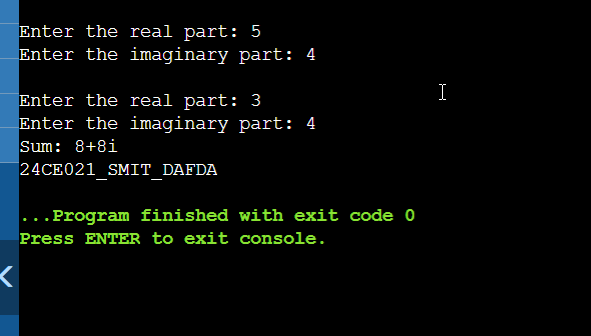 Enter the real part: 5
Enter the imaginary part: 4
Enter the real part: 3
Enter the imaginary part: 4
Sum: 8+8i
24CE021_SMIT_DAFDA
...Program finished with exit code 0
Press ENTER to exit console.